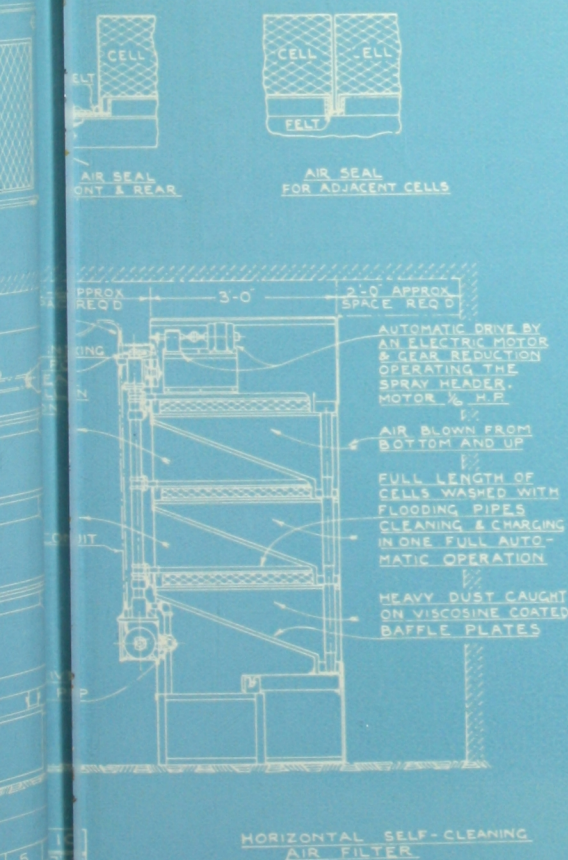 CELL
CELL
CELL
FELT
AIR SEAL
& REAR
AIR SEAL
FOR ADJACENT CELLS
APPROX
REQ'D
3'-0"
2'-0" APPROX
SPACE REQ'D
AUTOMATIC DRIVE BY
AN ELECTRIC MOTOR
& GEAR REDUCTION
OPERATING THE
SPRAY HEADER.
MOTOR H.P.
AIR BLOWN FROM
BOTTOM AND UP
FULL LENGTH OF
CELLS WASHED WITH
FLOODING PIPES
CLEANING & CHARGING
IN ONE FULL AUTO-
MATIC OPERATION
HEAVY DUST CAUGHT
ON VISCOSINE COATED
BAFFLE PLATES
HORIZONTAL SELF-CLEANING
AIR FILTER